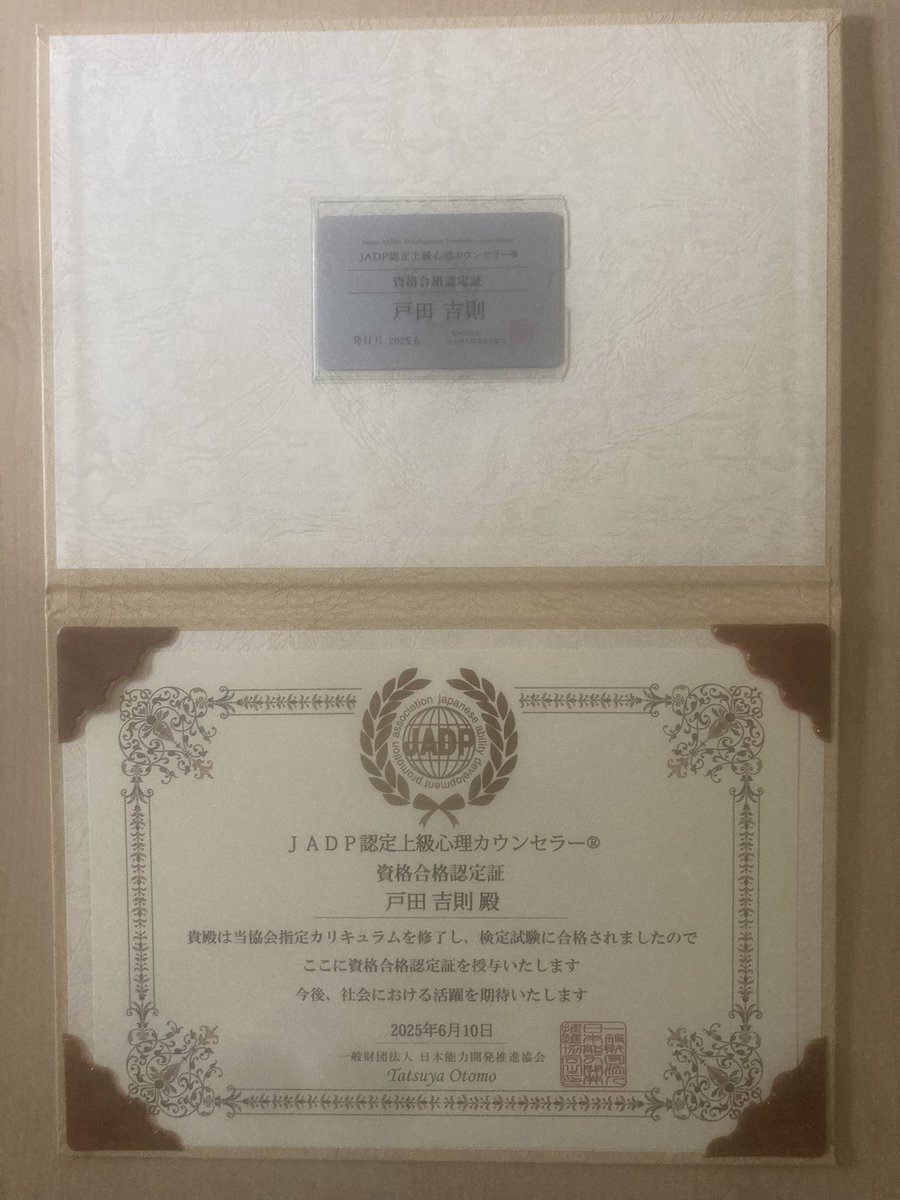 JADP認定上級心理カウンセラー®
資格合格認定証
戸田 吉則
発行月 2025.6
association japanese ability development promotion
JADP
JADP認定上級心理カウンセラー®
資格合格認定証
戸田 吉則 殿
貴殿は当協会指定カリキュラムを修了し、検定試験に合格されましたので
ここに資格合格認定証を授与いたします
今後、社会における活躍を期待いたします
2025年6月10日
一般財団法人 日本能力開発推進協会
Tatsuya Otomo